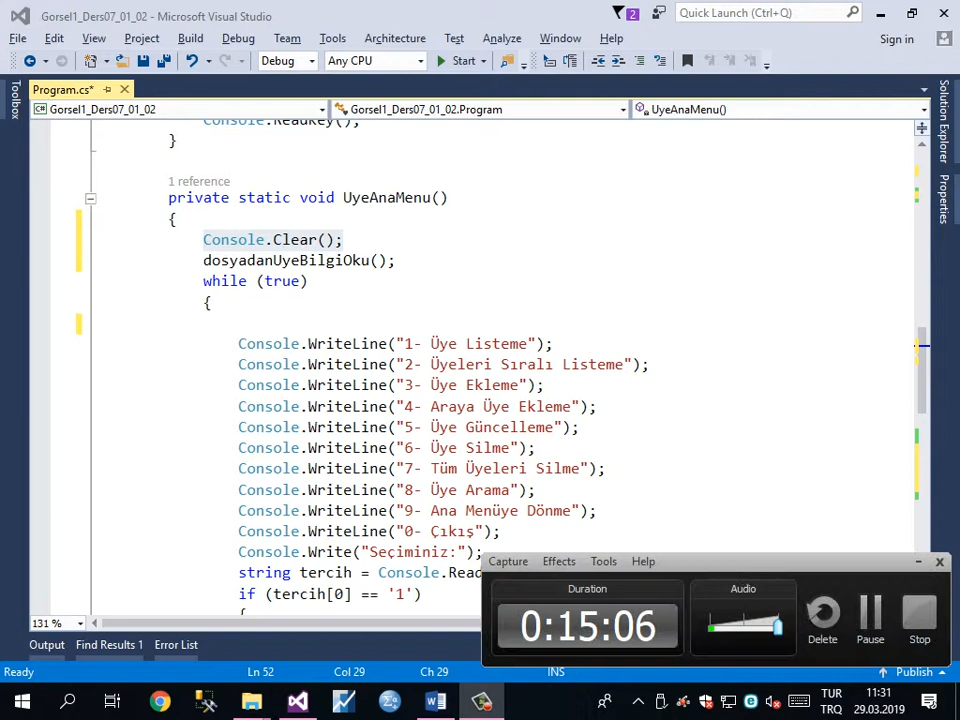 Gorsel1_Ders07_01_02 - Microsoft Visual Studio
2
Quick Launch (Ctrl+Q)
File Edit View Project Build Debug Team Tools Architecture Test Analyze Window Help
Sign in
Debug Any CPU Start
Program.cs*
Toolbox
Solution Explorer
Properties
Gorsel1_Ders07_01_02 Gorsel1_Ders07_01_02.Program UyeAnaMenu()
Console.ReadKey();
}
1 reference
private static void UyeAnaMenu()
{
Console.Clear();
dosyadanUyeBilgiOku();
while (true)
{
Console.WriteLine("1- Üye Listeme");
Console.WriteLine("2- Üyeleri Sıralı Listeme");
Console.WriteLine("3- Üye Ekleme");
Console.WriteLine("4- Araya Üye Ekleme");
Console.WriteLine("5- Üye Güncelleme");
Console.WriteLine("6- Üye Silme");
Console.WriteLine("7- Tüm Üyeleri Silme");
Console.WriteLine("8- Üye Arama");
Console.WriteLine("9- Ana Menüye Dönme");
Console.WriteLine("0- Çıkış");
Console.Write("Seçiminiz:");
string tercih = Console.Read
if (tercih[0] == '1')
{
131 %
Capture Effects Tools Help
Duration
Audio
0:15:06
Delete Pause Stop
Output Find Results 1 Error List
Ready Ln 52 Col 29 Ch 29 INS Publish
TUR
TRQ
11:31
29.03.2019